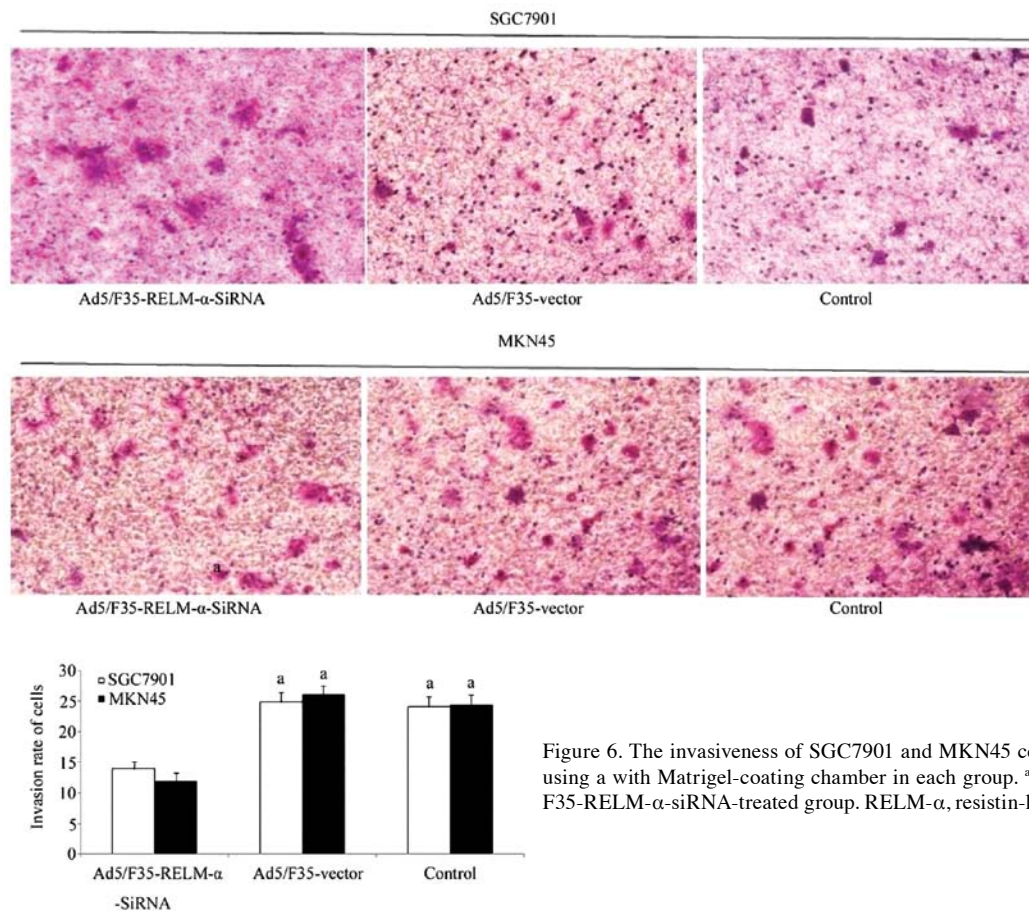 SGC7901
Ad5/F35-RELM-α-SiRNA Ad5/F35-vector Control
MKN45
a
Ad5/F35-RELM-α-SiRNA Ad5/F35-vector Control
Invasion rate of cells
30
25
20
15
10
5
0
SGC7901
MKN45
a a a a
Ad5/F35-RELM-α Ad5/F35-vector Control
-SiRNA
Figure 6. The invasiveness of SGC7901 and MKN45
using a with Matrigel-coating chamber in each group. a
F35-RELM-α-siRNA-treated group. RELM-α,